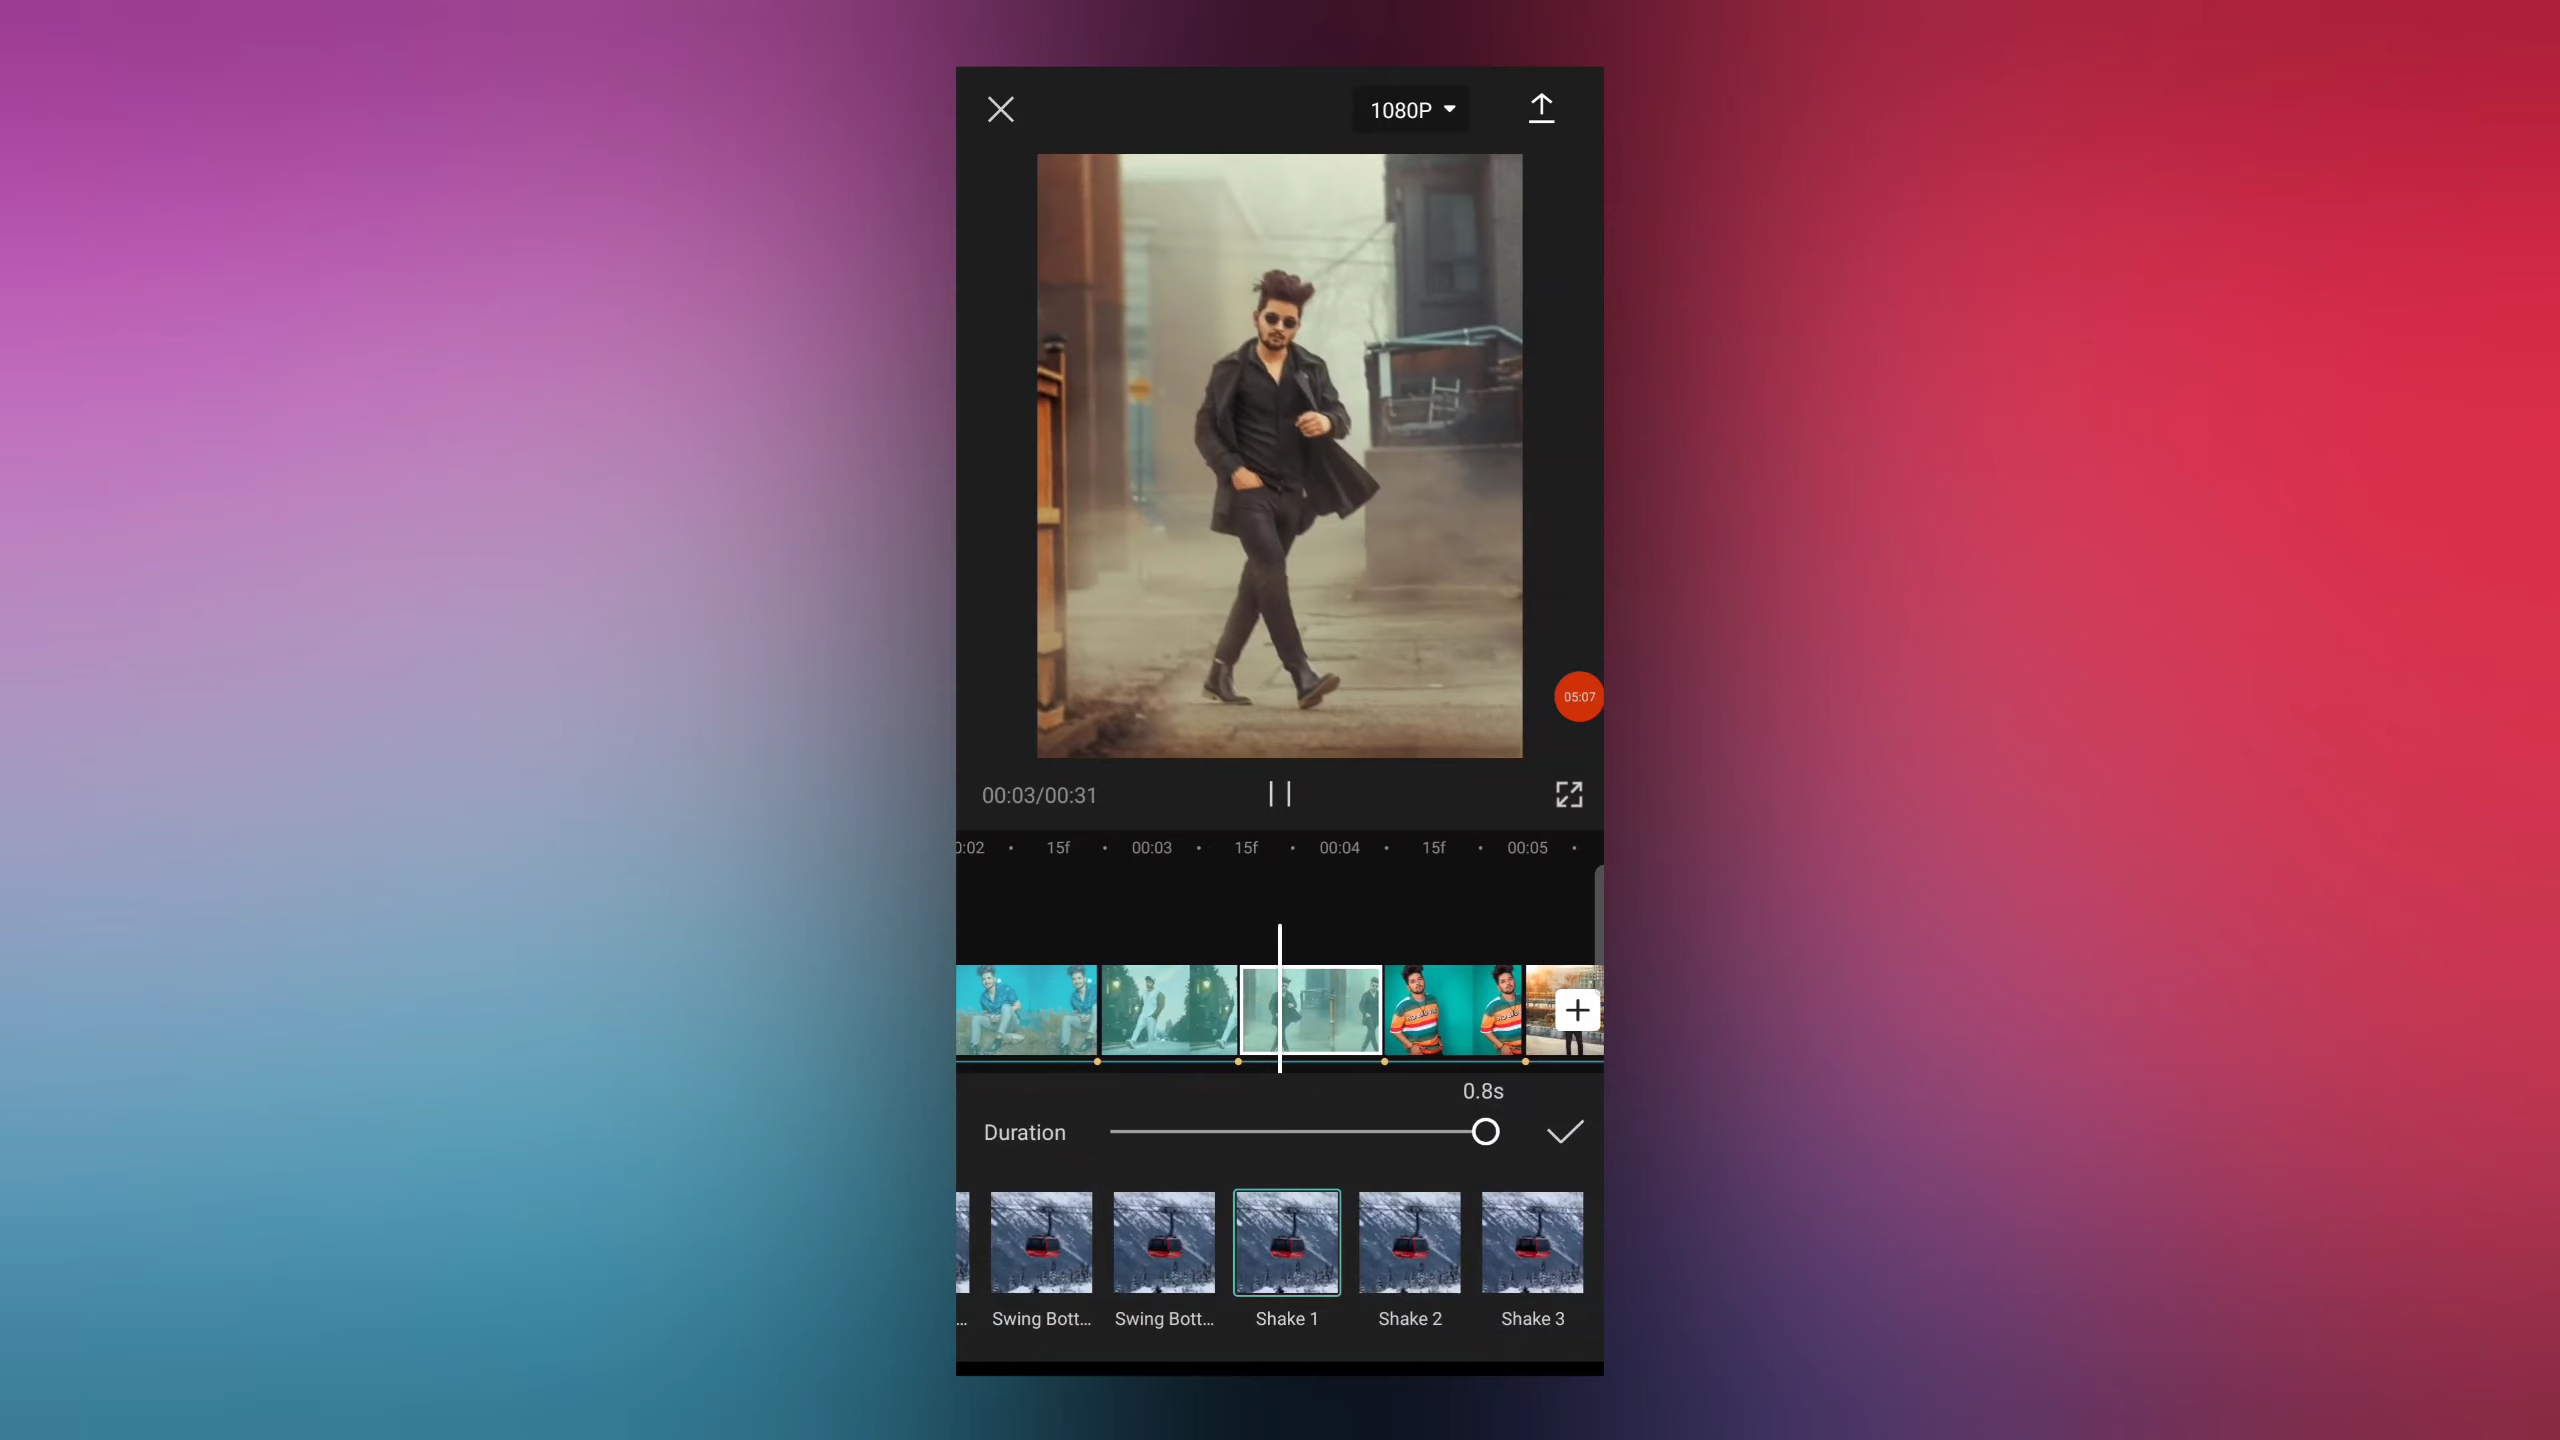 1080P
05:07
00:03/00:31
0:02 15f 00:03 15f 00:04 15f 00:05
0.8s
Duration
... Swing Bott... Swing Bott... Shake 1 Shake 2 Shake 3